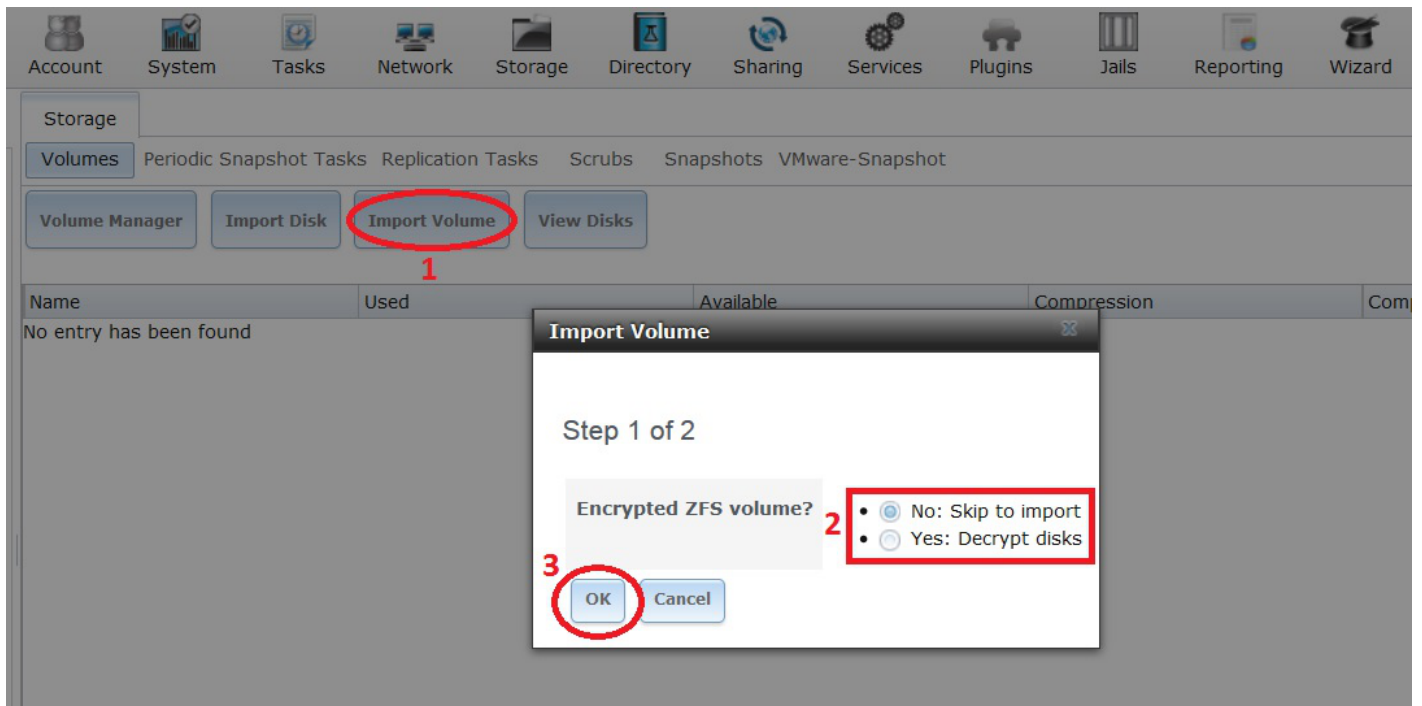 Account System Tasks Network Storage Directory Sharing Services Plugins Jails Reporting Wizard
Storage
Volumes Periodic Snapshot Tasks Replication Tasks Scrubs Snapshots VMware-Snapshot
Volume Manager Import Disk Import Volume View Disks
1
Name Used Available Compression Com
No entry has been found
Import Volume
Step 1 of 2
Encrypted ZFS volume?
2
• No: Skip to import
• Yes: Decrypt disks
3
OK Cancel